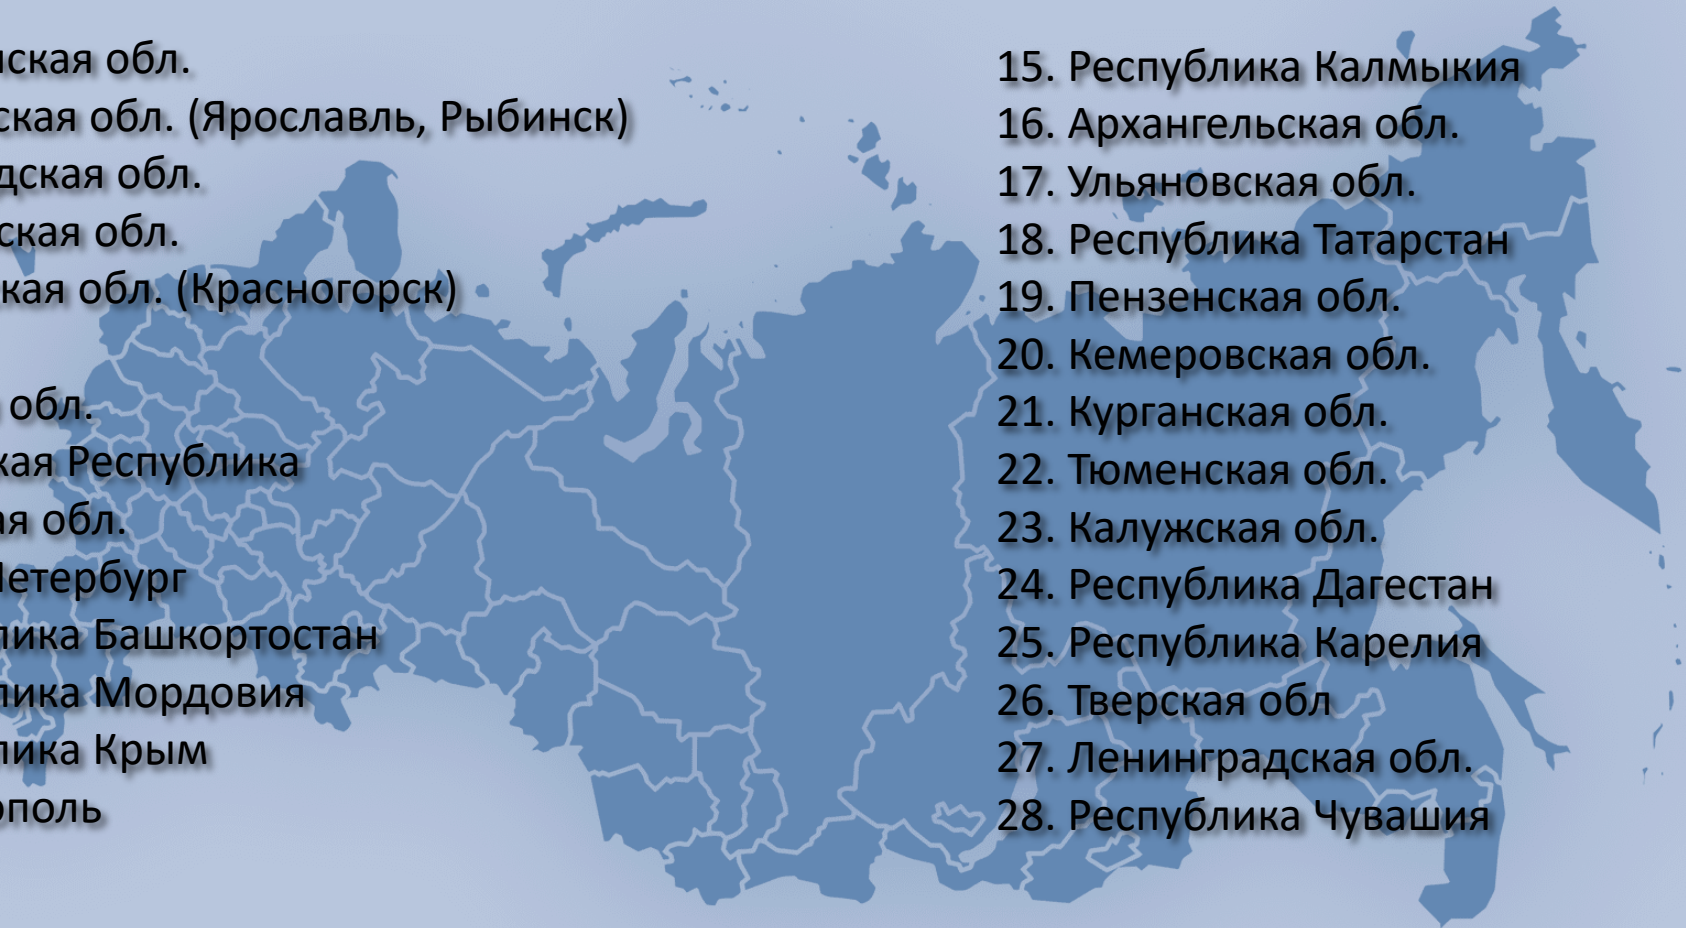 ская обл.
ская обл. (Ярославль, Рыбинск)
дская обл.
ская обл.
кая обл. (Красногорск)
обл.
кая Республика
ая обл.
Петербург
лика Башкортостан
лика Мордовия
лика Крым
ополь
15. Республика Калмыкия
16. Архангельская обл.
17. Ульяновская обл.
18. Республика Татарстан
19. Пензенская обл.
20. Кемеровская обл.
21. Курганская обл.
22. Тюменская обл.
23. Калужская обл.
24. Республика Дагестан
25. Республика Карелия
26. Тверская обл
27. Ленинградская обл.
28. Республика Чувашия